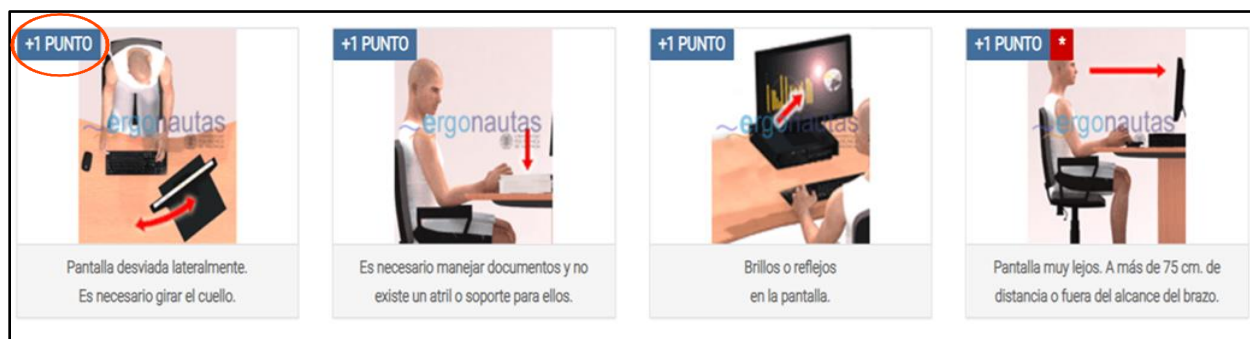 +1 PUNTO
~ergonautas
Pantalla desviada lateralmente.
Es necesario girar el cuello.
+1 PUNTO
~ergonautas
Es necesario manejar documentos y no
existe un atril o soporte para ellos.
+1 PUNTO
~ergonautas
Brillos o reflejos
en la pantalla.
+1 PUNTO *
~ergonautas
Pantalla muy lejos. A más de 75 cm. de
distancia o fuera del alcance del brazo.